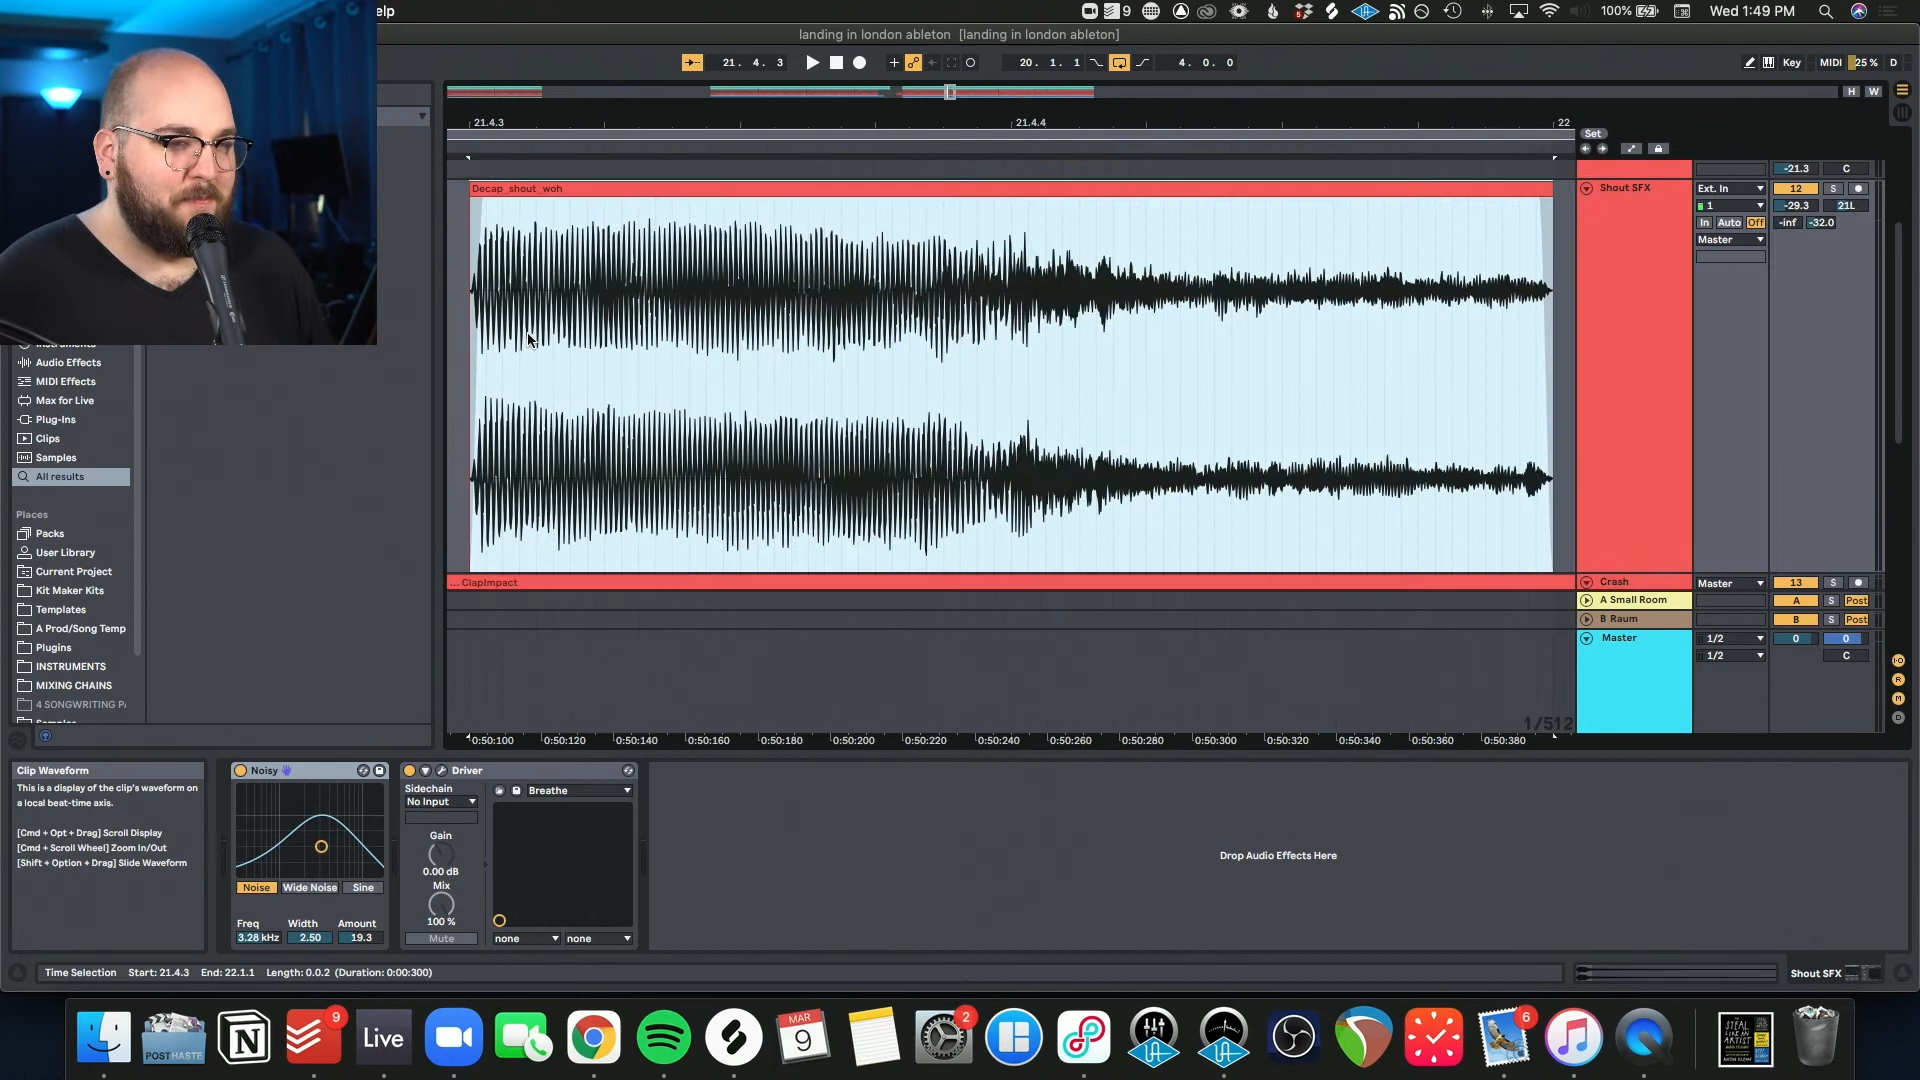 elp
9
100%
Wed 1:49 PM
landing in london ableton [landing in london ableton]
21. 4. 3
20. 1. 1
4. 0. 0
Key
MIDI
25 %
D
H
W
21.4.3
21.4.4
22
Set
Decap_shout_woh
-21.3
C
Shout SFX
Ext. In
12
S
1
-29.3
21L
In
Auto
Off
-inf
-32.0
Master
Instruments
Audio Effects
MIDI Effects
Max for Live
Plug-Ins
Clips
Samples
All results
Places
Packs
User Library
Current Project
Kit Maker Kits
Templates
A Prod/Song Temp
Plugins
INSTRUMENTS
MIXING CHAINS
4 SONGWRITING PA
Samples
... ClapImpact
Crash
Master
13
S
A Small Room
A
S
Post
B Raum
B
S
Post
Master
1/2
0
0
1/2
C
1/512
0:50:100
0:50:120
0:50:140
0:50:160
0:50:180
0:50:200
0:50:220
0:50:240
0:50:260
0:50:280
0:50:300
0:50:320
0:50:340
0:50:360
0:50:380
I·O
R
M
D
Clip Waveform
This is a display of the clip's waveform on
a local beat-time axis.
[Cmd + Opt + Drag] Scroll Display
[Cmd + Scroll Wheel] Zoom In/Out
[Shift + Option + Drag] Slide Waveform
Noisy
Noise
Wide Noise
Sine
Freq
Width
Amount
3.28 kHz
2.50
19.3
Driver
Sidechain
No Input
Gain
0.00 dB
Mix
100 %
Mute
Breathe
none
none
Drop Audio Effects Here
Time Selection Start: 21.4.3 End: 22.1.1 Length: 0.0.2 (Duration: 0:00:300)
Shout SFX
POST HASTE
9
Live
MAR
9
2
6
STEAL
LIKE AN
ARTIST